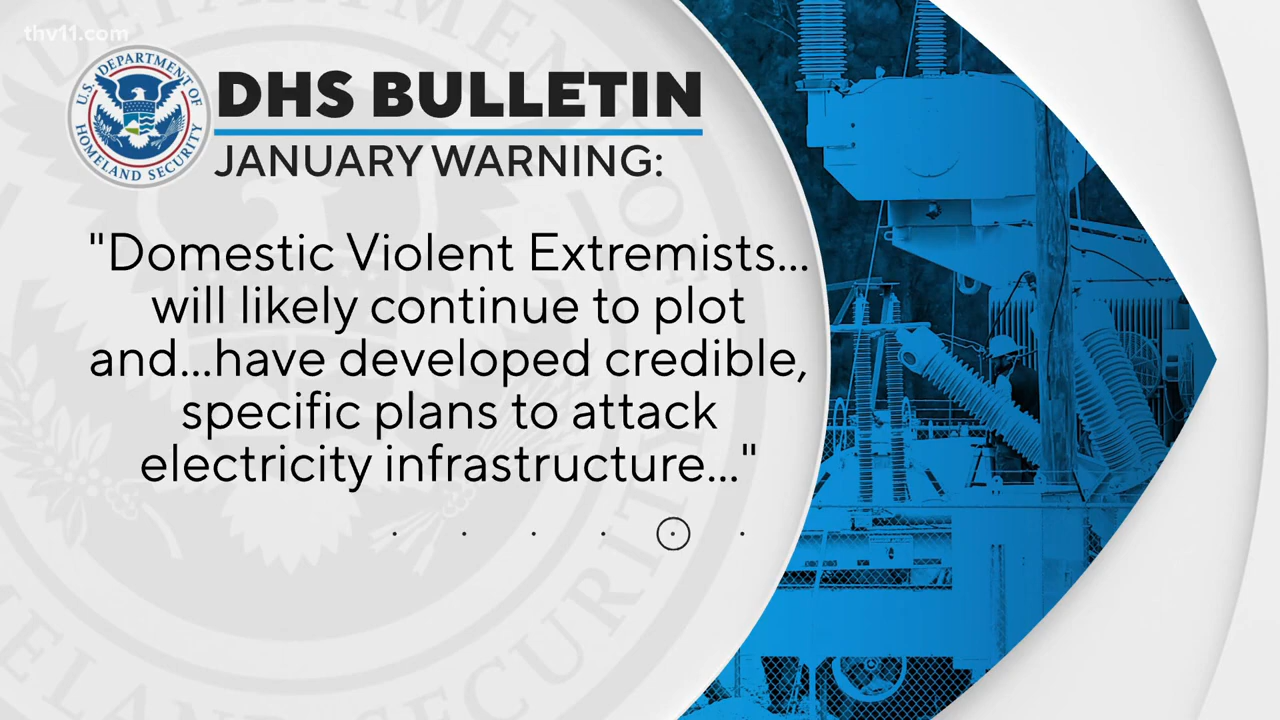 thv11.com
U.S. DEPARTMENT OF
HOMELAND SECURITY
DHS BULLETIN
JANUARY WARNING:
"Domestic Violent Extremists...
will likely continue to plot
and...have developed credible,
specific plans to attack
electricity infrastructure..."